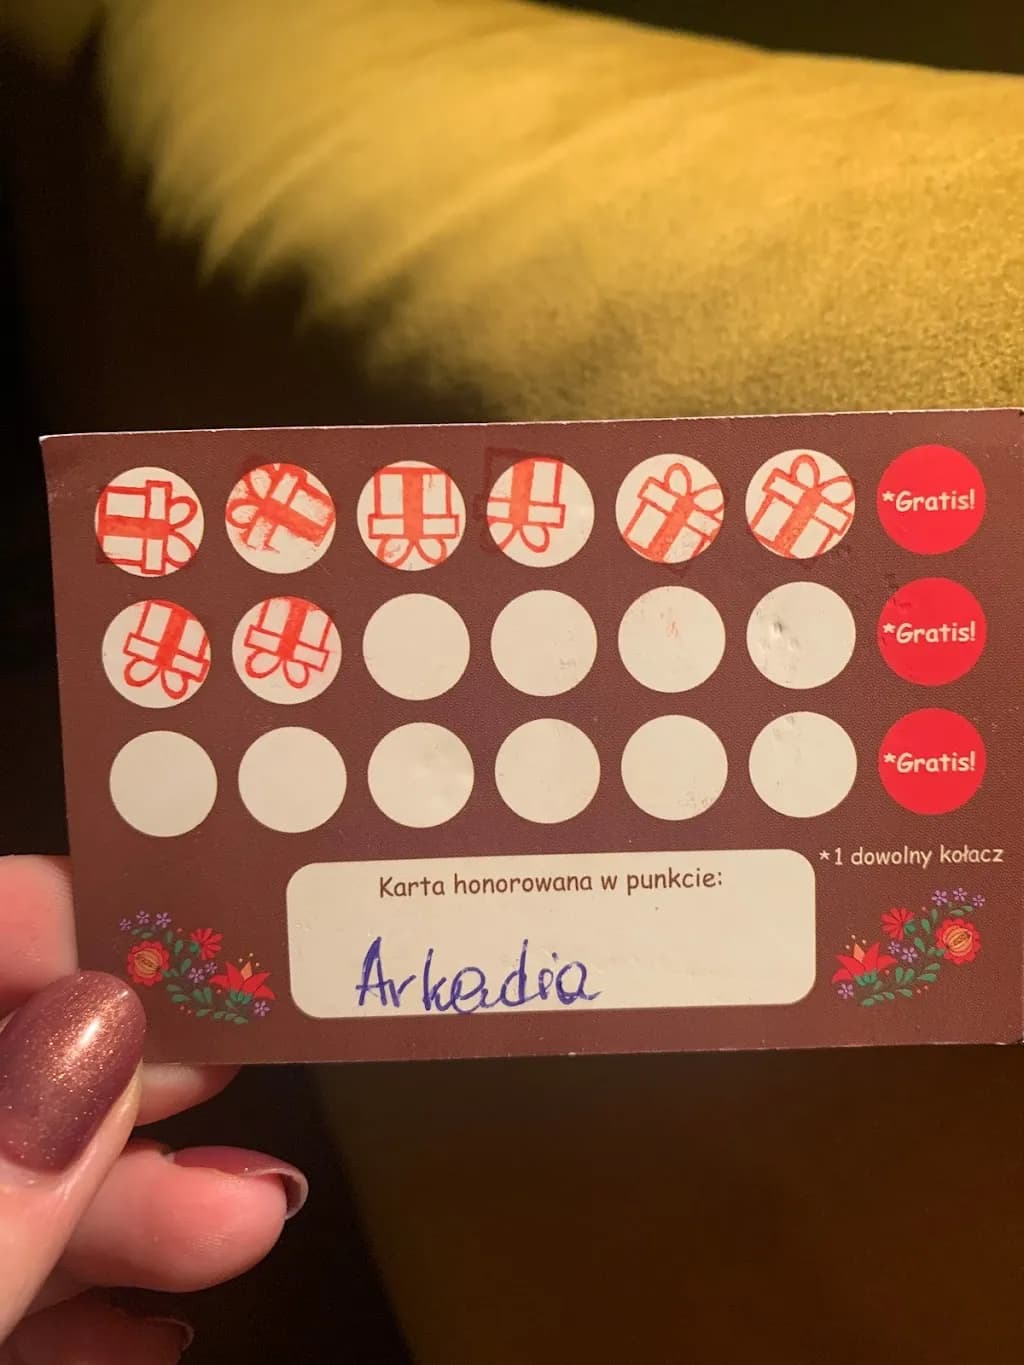 *Gratis!
*Gratis!
*Gratis!
*1 dowolny kołacz
Karta honorowana w punkcie:
Arkadia